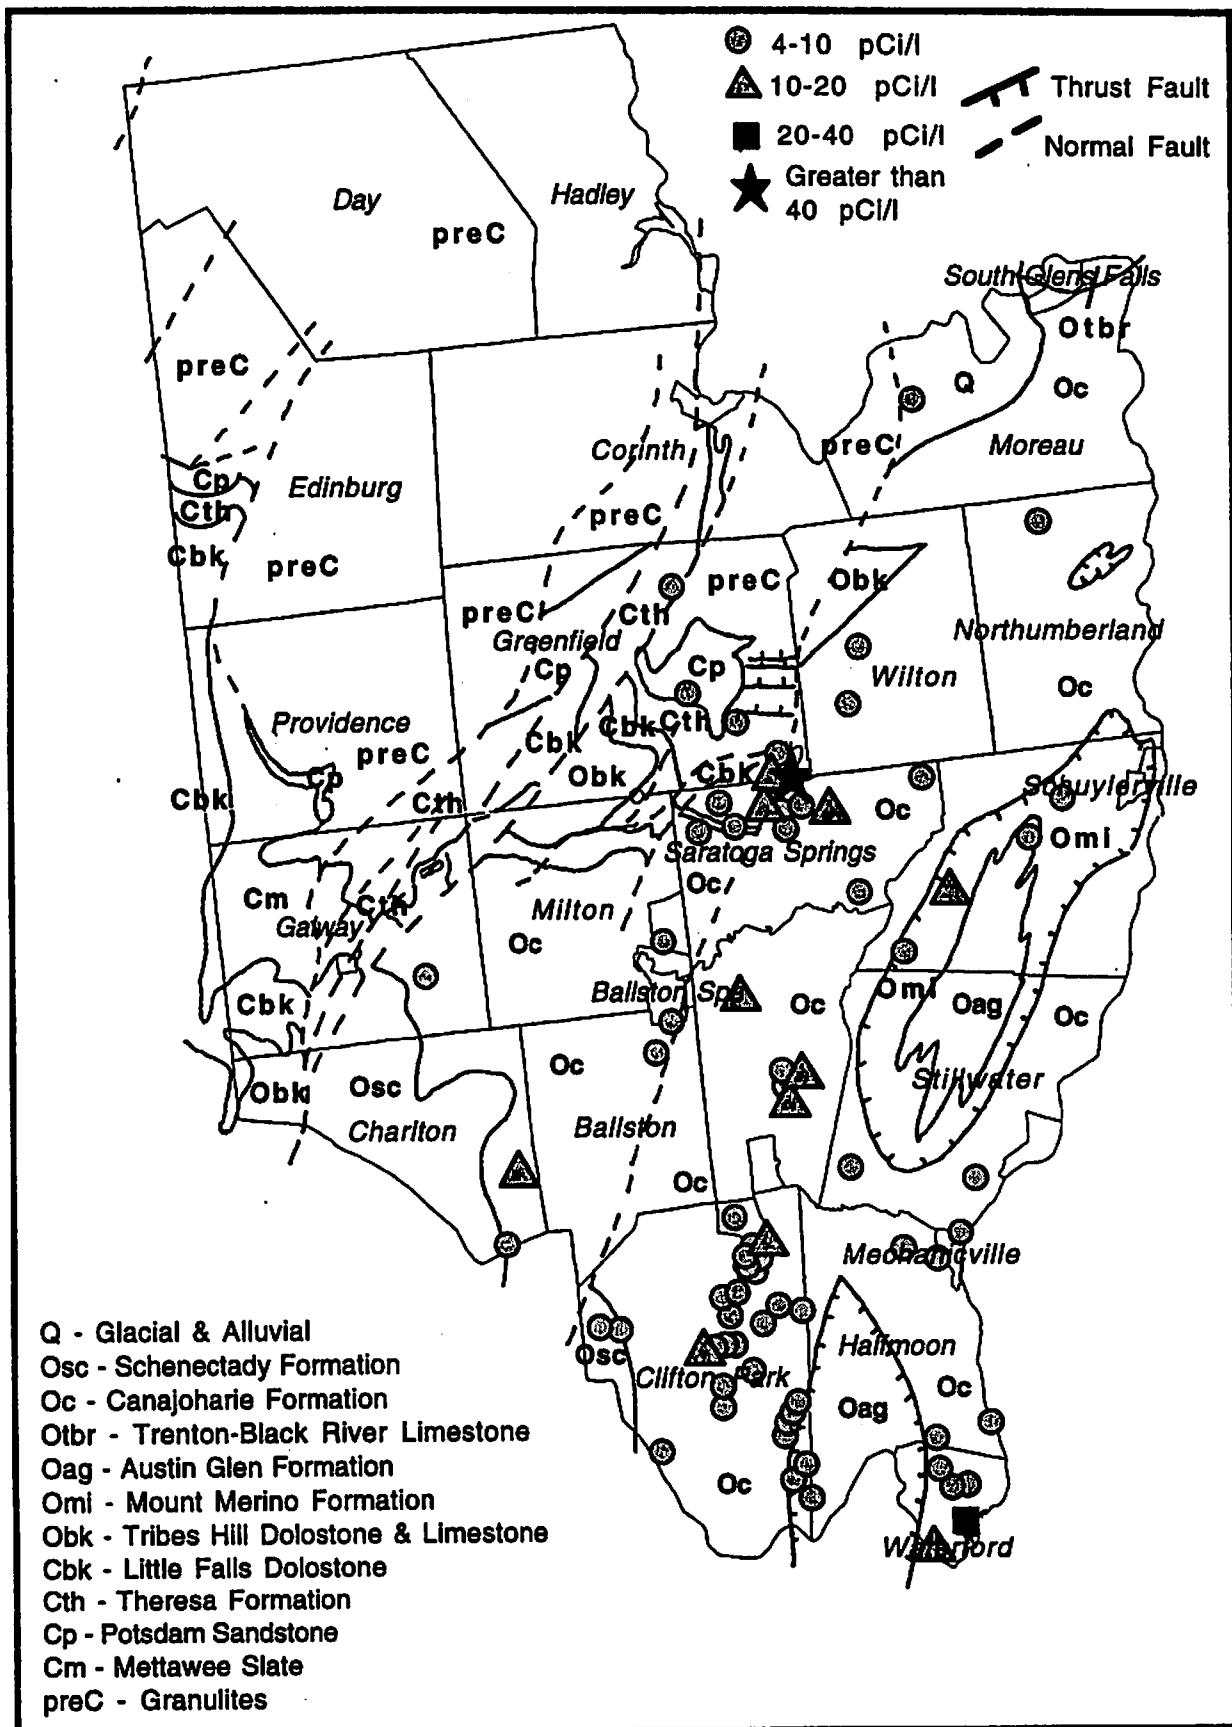 4-10 pCi/l
10-20 pCi/l
Thrust Fault
20-40 pCi/l
Normal Fault
Greater than
40 pCi/l
Day
Hadley
preC
South Glens Falls
Otbr
preC
Q
Oc
Corinth
preC
Moreau
Cp
Edinburg
Cth
preC
Cbk
preC
preC
Obk
preC
Cth
Northumberland
Greenfield
Cp
Cp
Wilton
Oc
Providence
Cbk
Cth
preC
Cbk
Cp
Obk
Cbk
Schuylerville
Cbk
Cth
Oc
Omi
Saratoga Springs
Oc
Cm
Cth
Milton
Galway
Oc
Ballston Spa
Omi
Oag
Cbk
Oc
Oc
Oc
Obk
Osc
Stillwater
Charlton
Ballston
Oc
Mechanicville
Halfmoon
Osc
Clifton Park
Oc
Oag
Oc
Waterford
Q - Glacial & Alluvial
Osc - Schenectady Formation
Oc - Canajoharie Formation
Otbr - Trenton-Black River Limestone
Oag - Austin Glen Formation
Omi - Mount Merino Formation
Obk - Tribes Hill Dolostone & Limestone
Cbk - Little Falls Dolostone
Cth - Theresa Formation
Cp - Potsdam Sandstone
Cm - Mettawee Slate
preC - Granulites